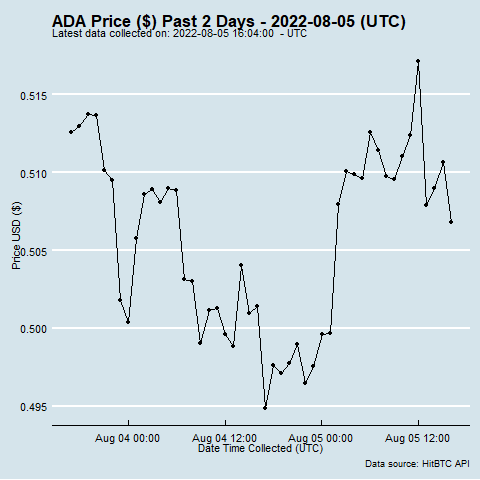 ADA Price ($) Past 2 Days - 2022-08-05 (UTC)
Latest data collected on: 2022-08-05 16:04:00 - UTC
0.515
0.510
0.505
0.500
0.495
Price USD ($)
Aug 04 00:00 Aug 04 12:00 Aug 05 00:00 Aug 05 12:00
Date Time Collected (UTC)
Data source: HitBTC API